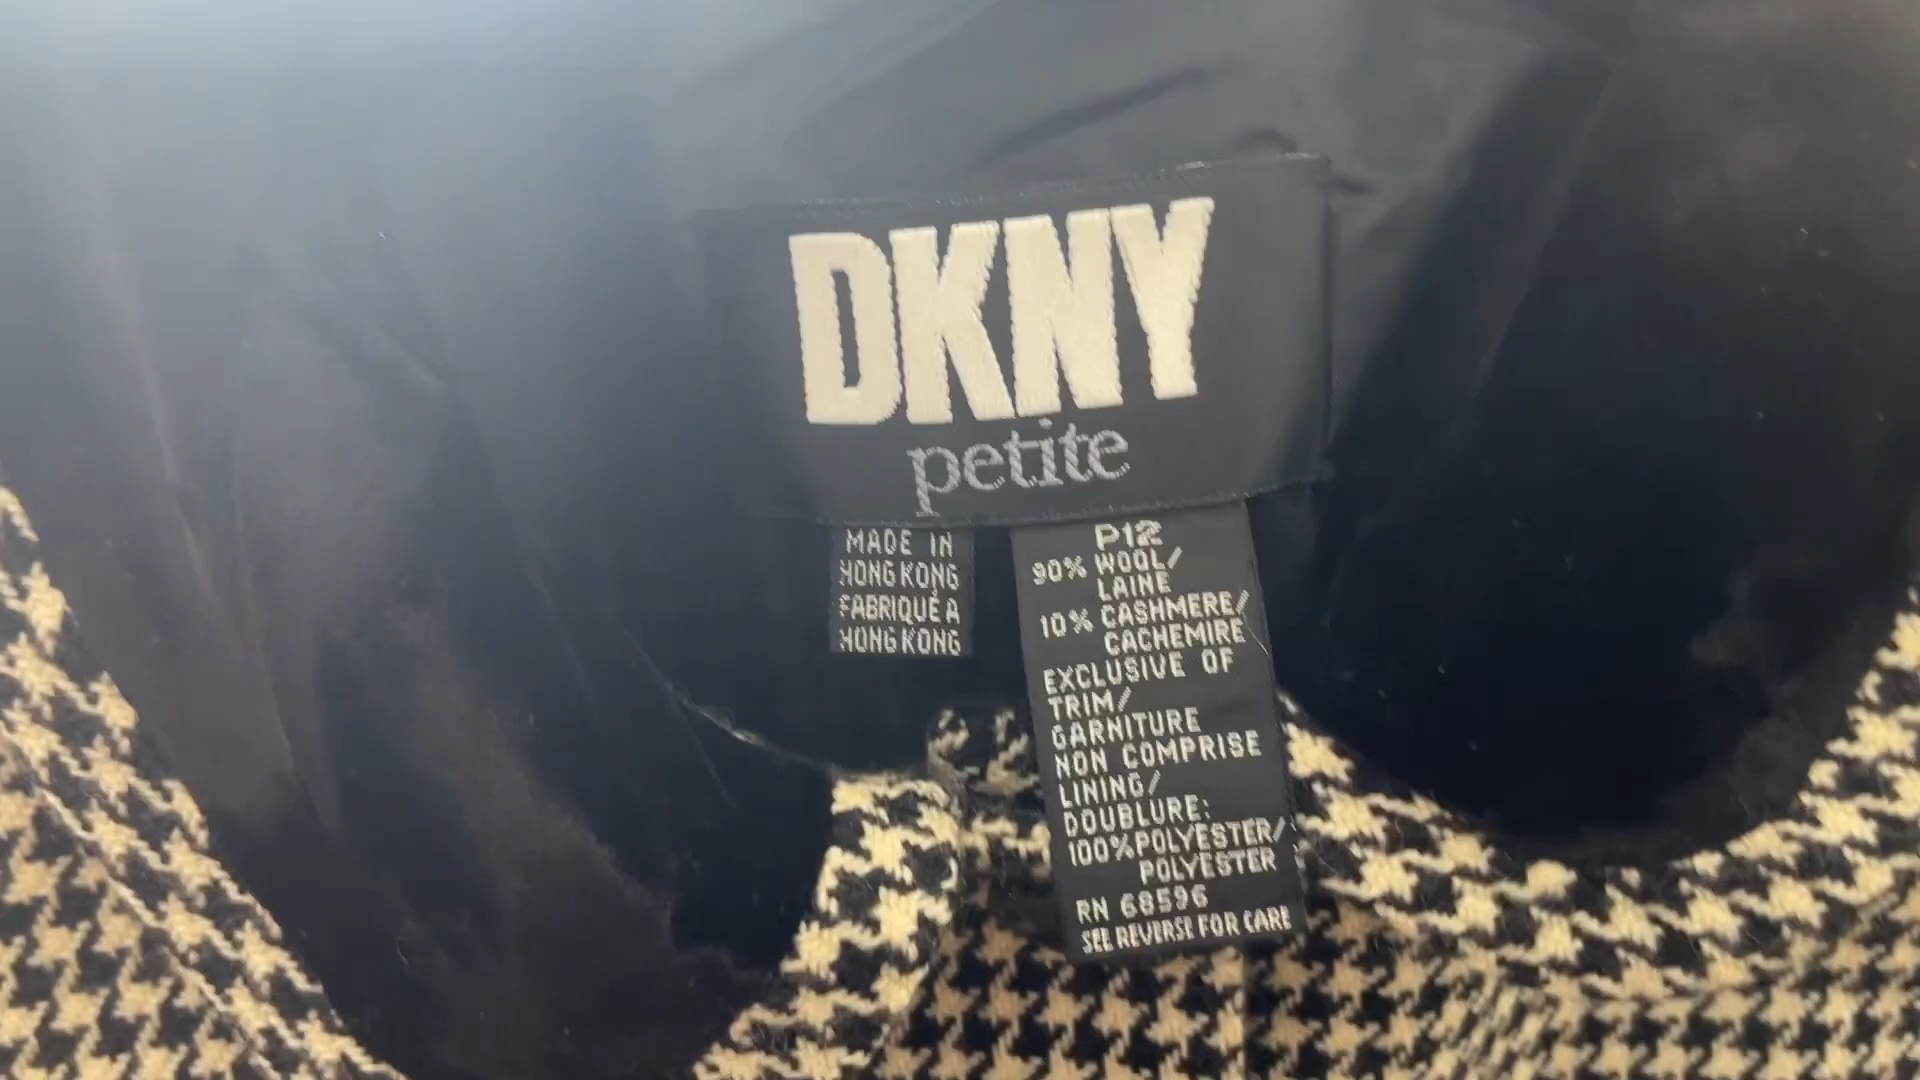 DKNY
petite
MADE IN
HONG KONG
FABRIQUÉ A
HONG KONG
P12
90% WOOL/
LAINE
10% CASHMERE/
CACHEMIRE
EXCLUSIVE OF
TRIM/
GARNITURE
NON COMPRISE
LINING/
DOUBLURE:
100%POLYESTER/
POLYESTER
RN 68596
SEE REVERSE FOR CARE